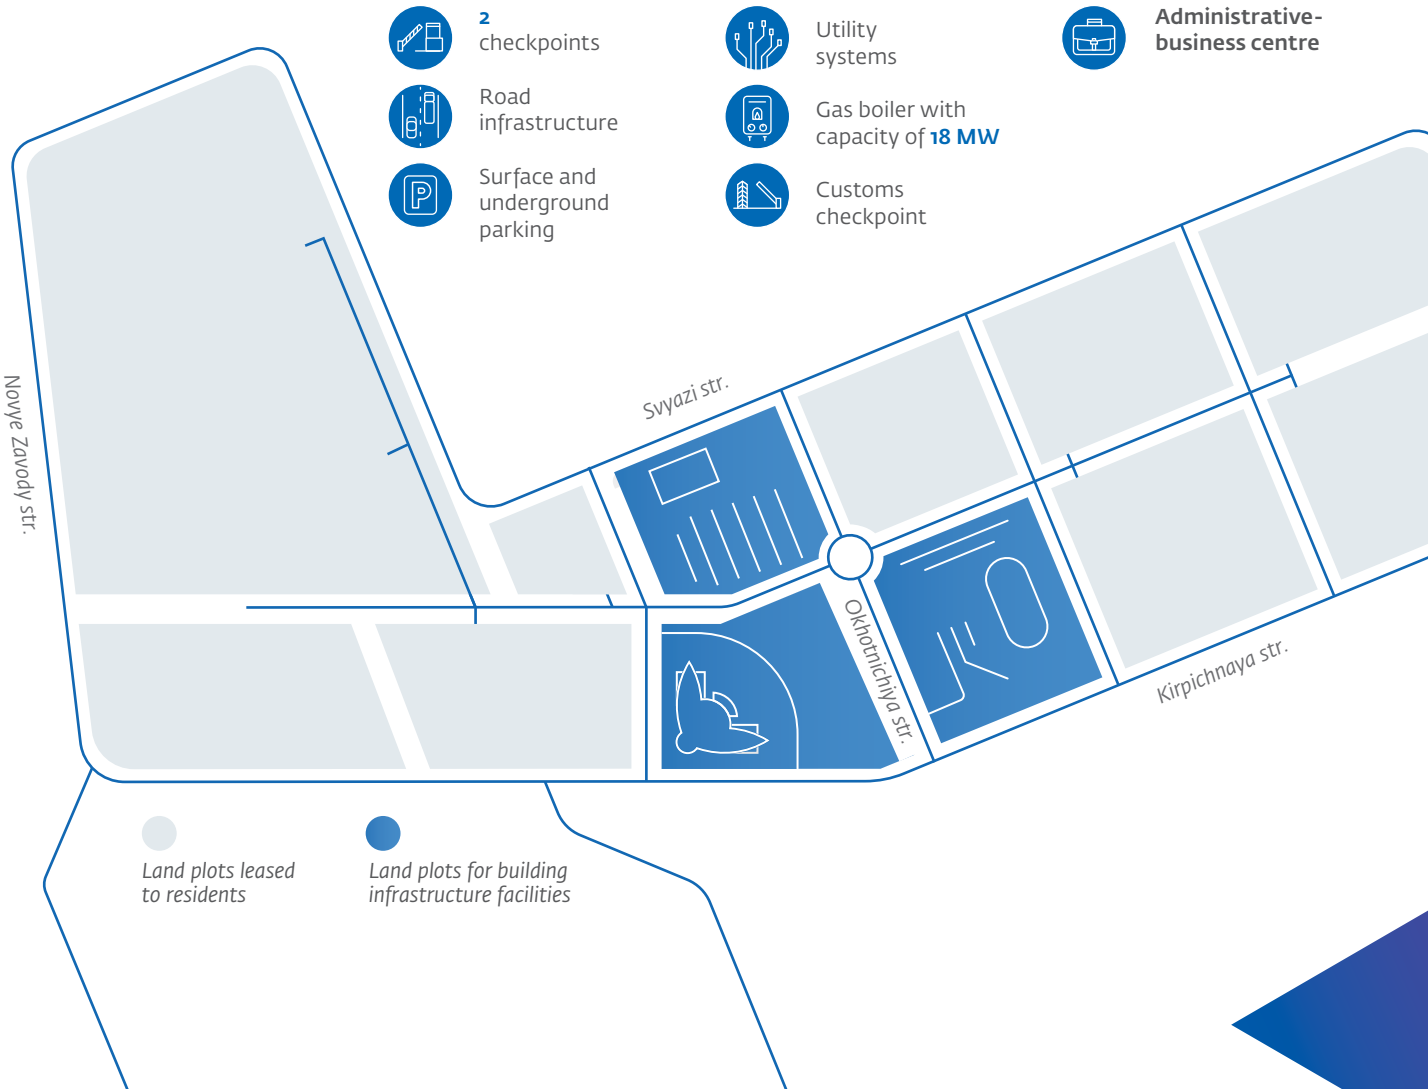 2
checkpoints
Road
infrastructure
P
Surface and
underground
parking
Utility
systems
Gas boiler with
capacity of 18 MW
Customs
checkpoint
Administrative-
business centre
Novye Zavody str.
Svyazi str.
Okhotnichiya str.
Kirpichnaya str.
Land plots leased
to residents
Land plots for building
infrastructure facilities